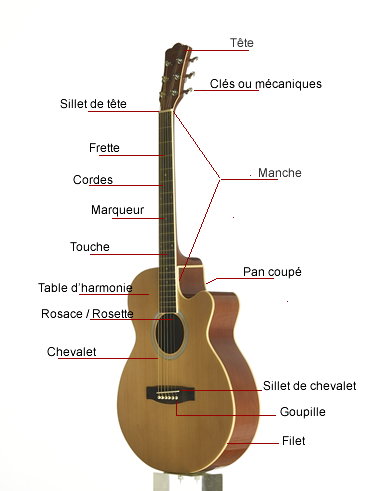 Tête
Clés ou mécaniques
Sillet de tête
Frette
Manche
Cordes
Marqueur
Touche
Pan coupé
Table d'harmonie
Rosace / Rosette
Chevalet
Sillet de chevalet
Goupille
Filet